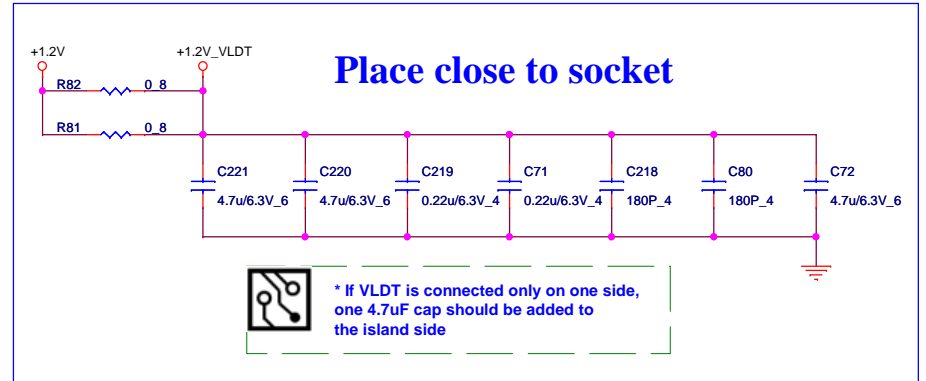 +1.2V
+1.2V_VLDT
Place close to socket
R82
0_8
R81
0_8
C221
4.7u/6.3V_6
C220
4.7u/6.3V_6
C219
0.22u/6.3V_4
C71
0.22u/6.3V_4
C218
180P_4
C80
180P_4
C72
4.7u/6.3V_6
* If VLDT is connected only on one side,
one 4.7uF cap should be added to
the island side